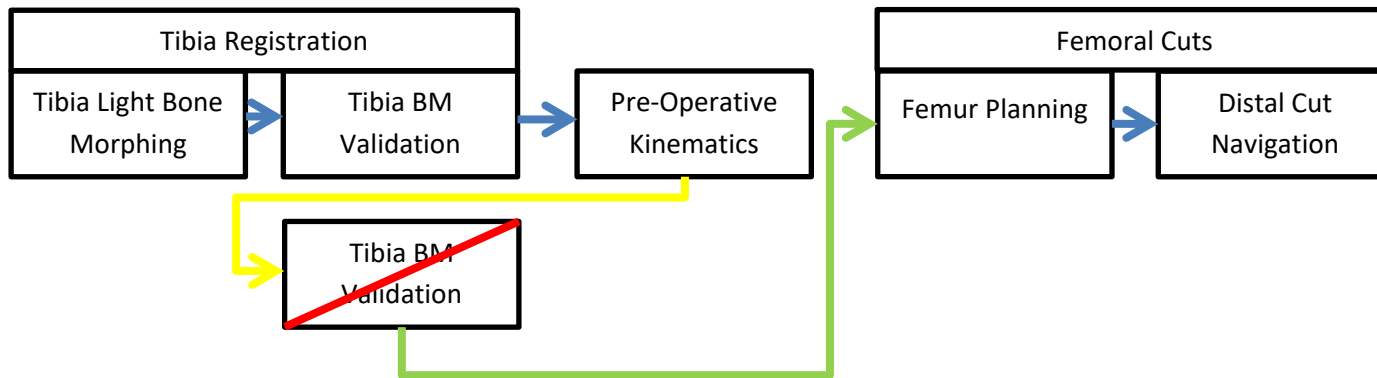 Tibia Registration
Tibia Light Bone
Morphing
Tibia BM
Validation
Pre-Operative
Kinematics
Femoral Cuts
Femur Planning
Distal Cut
Navigation
Tibia BM
Validation